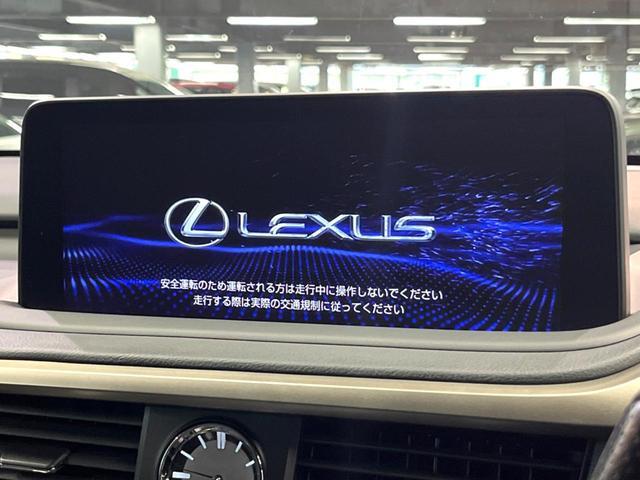 LEXUS
安全運転のため運転される方は走行中に操作しないでください
走行する際は実際の交通規制に従ってください